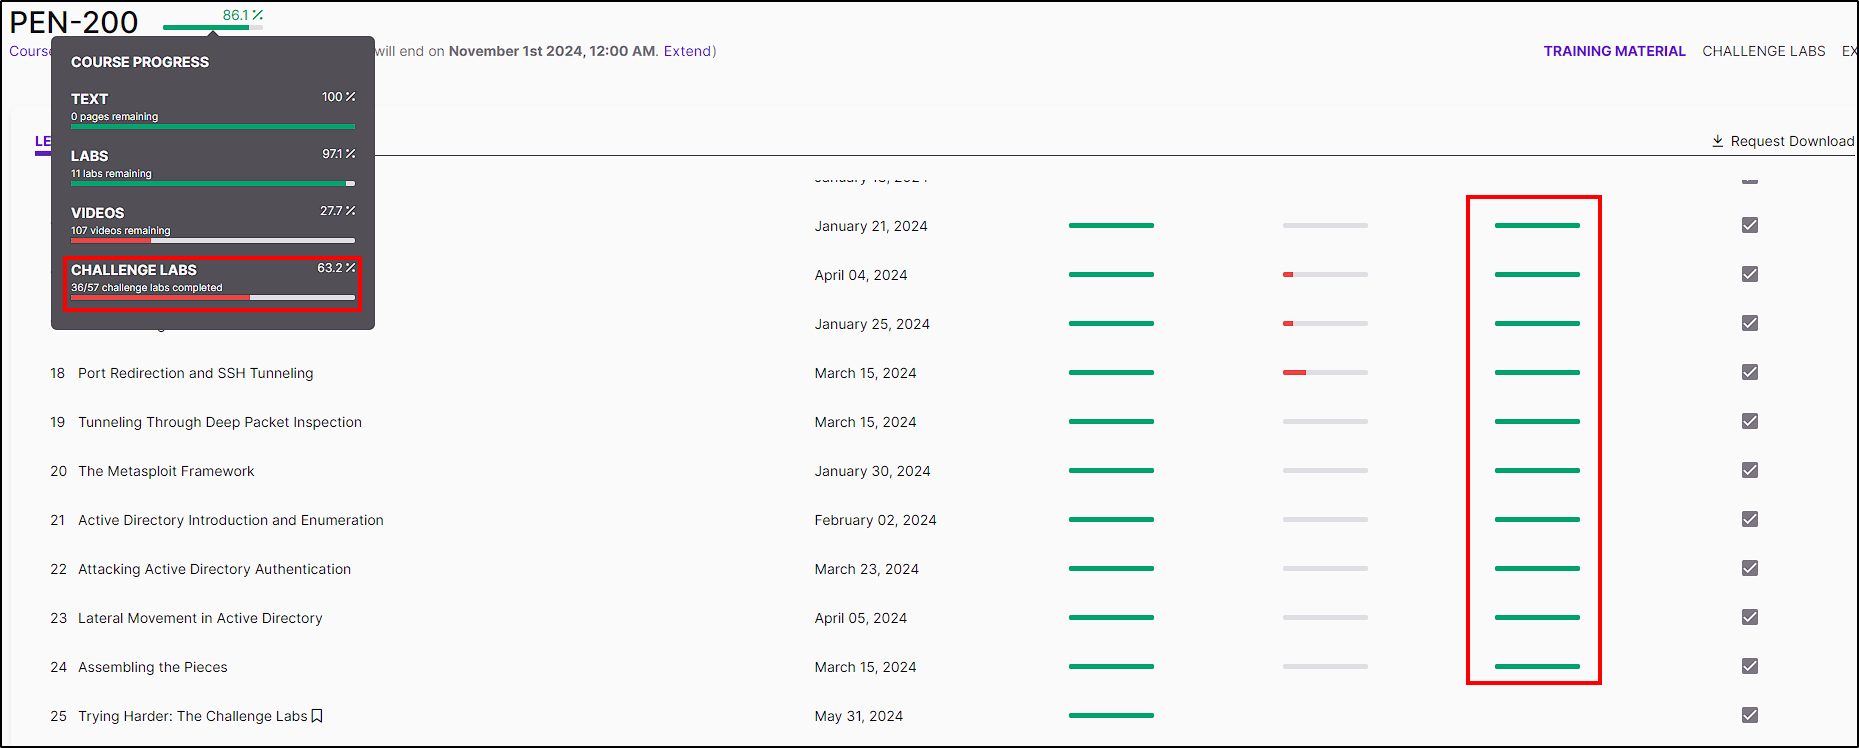 PEN-200
86.1 %
Course will end on November 1st 2024, 12:00 AM. Extend)
TRAINING MATERIAL CHALLENGE LABS EX
COURSE PROGRESS
TEXT 100 %
0 pages remaining
LABS 97.1 %
11 labs remaining
VIDEOS 27.7 %
107 videos remaining
CHALLENGE LABS 63.2 %
36/57 challenge labs completed
LE
Request Download
January 21, 2024
April 04, 2024
January 25, 2024
18 Port Redirection and SSH Tunneling March 15, 2024
19 Tunneling Through Deep Packet Inspection March 15, 2024
20 The Metasploit Framework January 30, 2024
21 Active Directory Introduction and Enumeration February 02, 2024
22 Attacking Active Directory Authentication March 23, 2024
23 Lateral Movement in Active Directory April 05, 2024
24 Assembling the Pieces March 15, 2024
25 Trying Harder: The Challenge Labs May 31, 2024